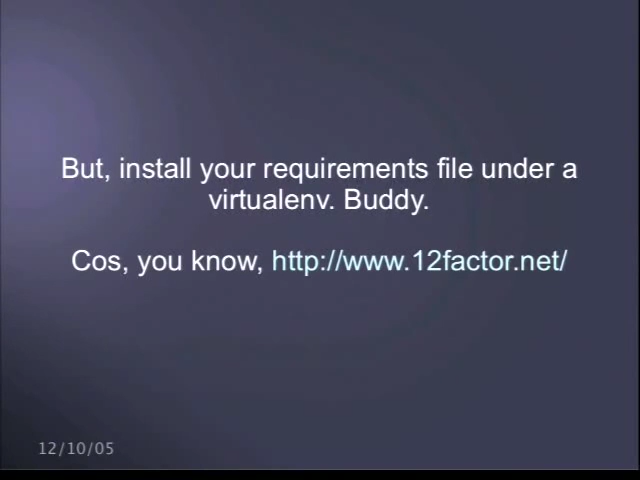 But, install your requirements file under a
virtualenv. Buddy.
Cos, you know, http://www.12factor.net/
12/10/05